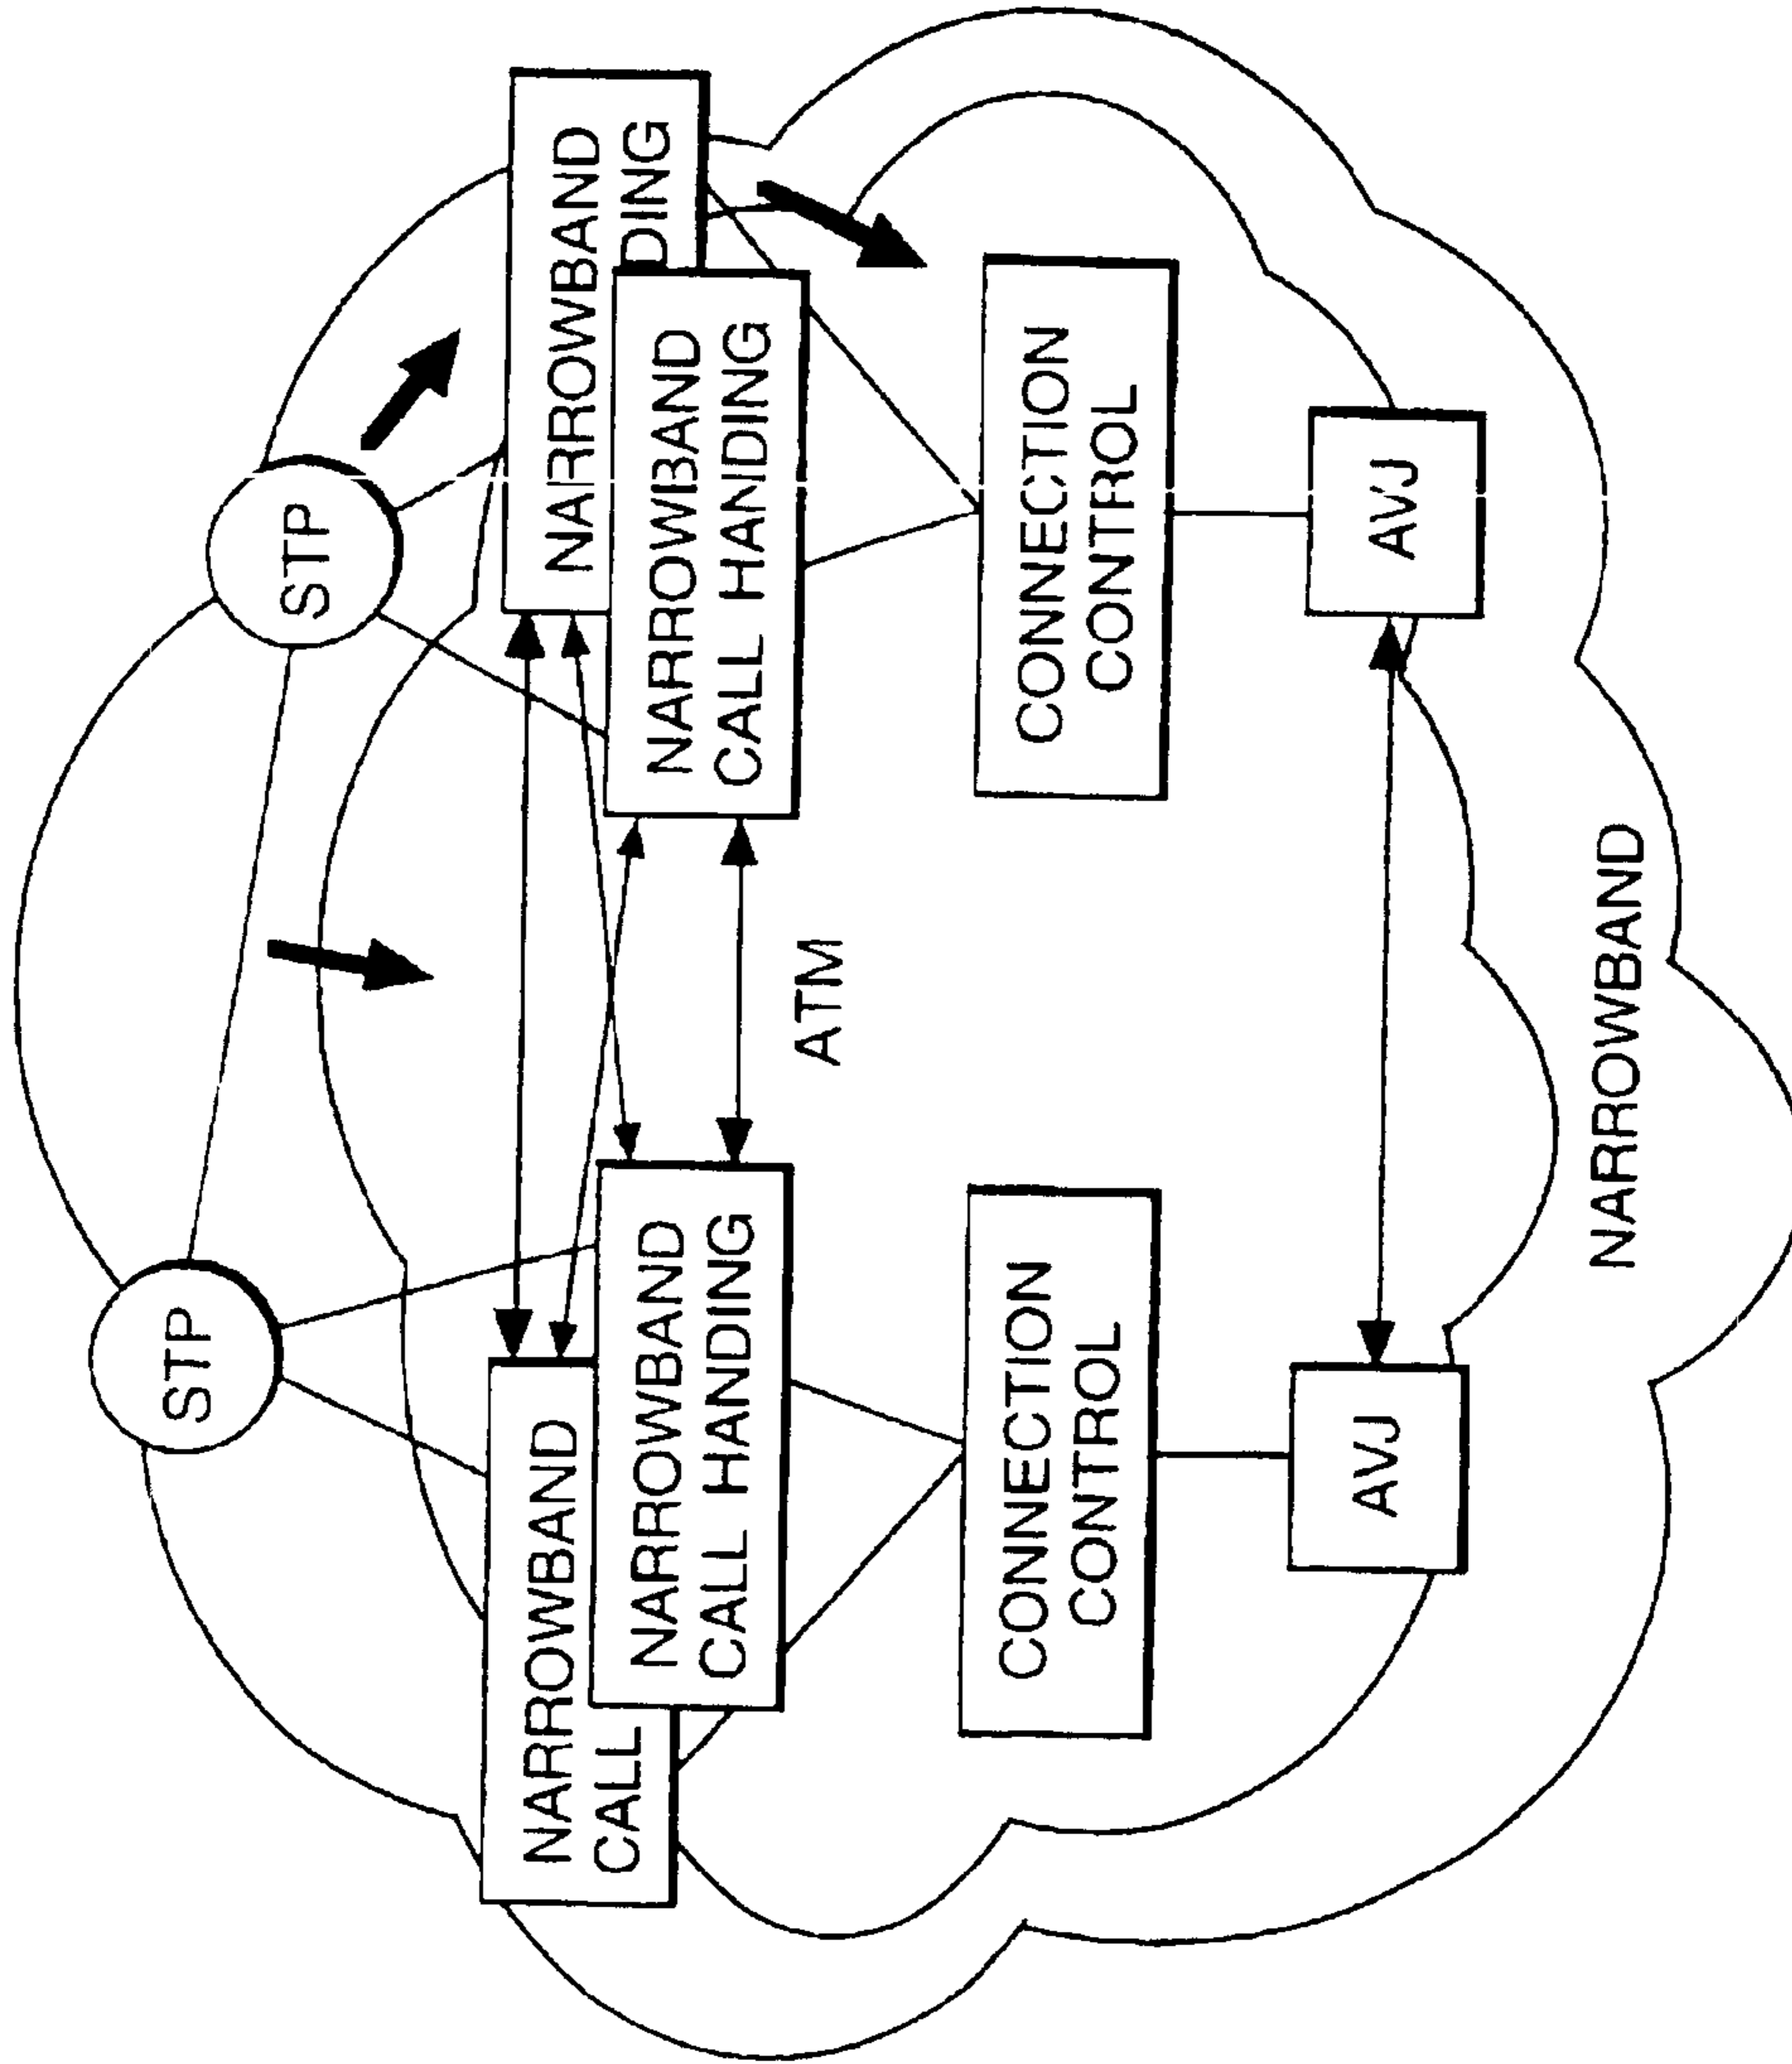 STP
STP
NARROWBAND
CALL
NARROWBAND
DING
NARROWBAND
CALL HANDING
NARROWBAND
CALL HANDING
ATM
CONNECTION
CONTROL
CONNECTION
CONTROL
AVJ
AVJ
NARROWBAND